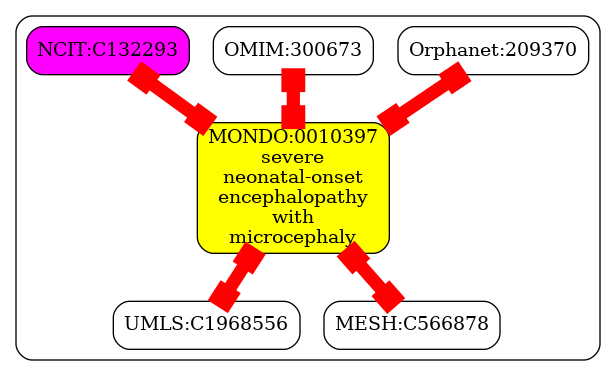 NCIT:C132293
OMIM:300673
Orphanet:209370
MONDO:0010397
severe
neonatal-onset
encephalopathy
with
microcephaly
UMLS:C1968556
MESH:C566878